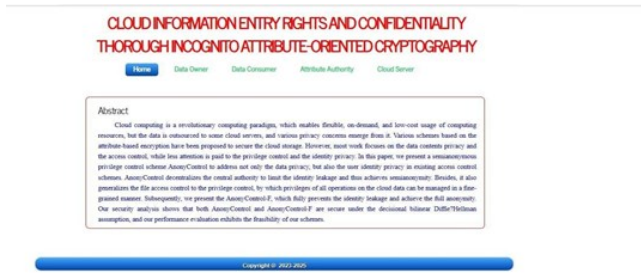 CLOUD INFORMATION ENTRY RIGHTS AND CONFIDENTIALITY
THOROUGH INCOGNITO ATTRIBUTE-ORIENTED CRYPTOGRAPHY
Home Data Owner Data Consumer Attribute Authority Cloud Server
Abstract
Cloud computing is a revolutionary computing paradigm, which enables flexible, on-demand, and low-cost usage of computing
resources, but the data is outsourced to some cloud servers, and various privacy concerns emerge from it. Various schemes based on the
attribute-based encryption have been proposed to secure the cloud storage. However, most work focuses on the data contents privacy and
the access control, while less attention is paid to the privilege control and the identity privacy. In this paper, we present a semianonymous
privilege control scheme AnonyControl to address not only the data privacy, but also the user identity privacy in existing access control
schemes. AnonyControl decentralizes the central authority to limit the identity leakage and thus achieves semianonymity. Besides, it also
generalizes the file access control to the privilege control, by which privileges of all operations on the cloud data can be managed in a fine-
grained manner. Subsequently, we present the AnonyControl-F, which fully prevents the identity leakage and achieve the full anonymity.
Our security analysis shows that both AnonyControl and AnonyControl-F are secure under the decisional bilinear Diffie?Hellman
assumption, and our performance evaluation exhibits the feasibility of our schemes.
Copyright © 2023-2025